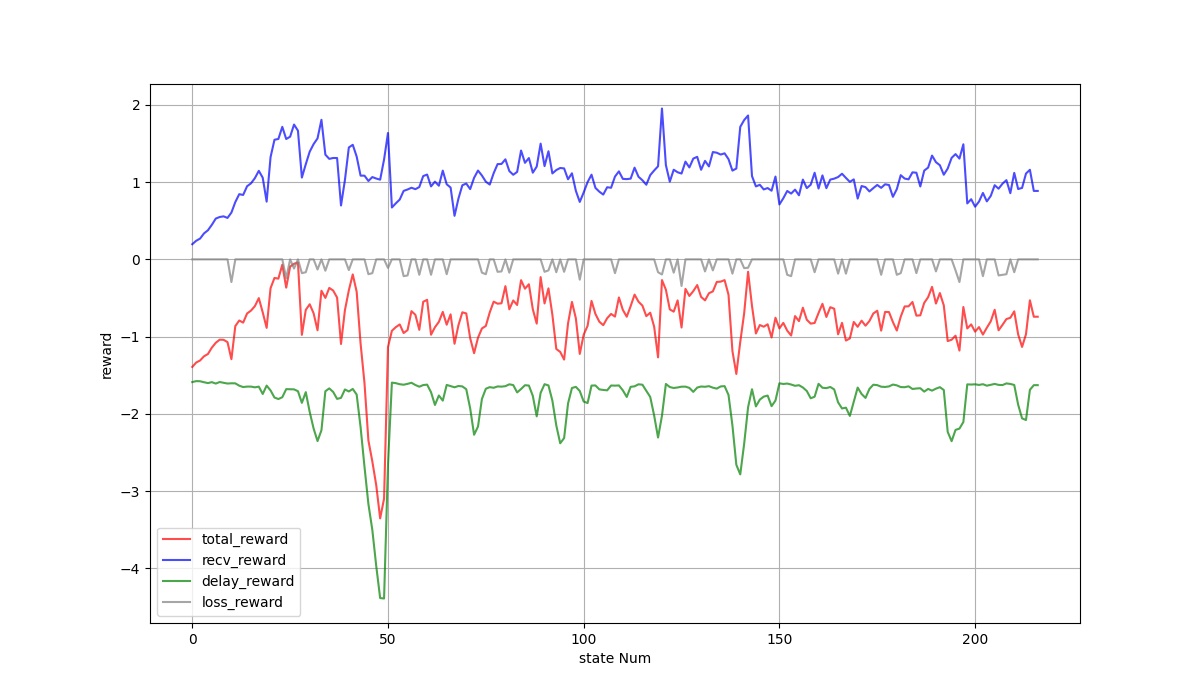 2
1
0
−1
−2
−3
−4
reward
total_reward
recv_reward
delay_reward
loss_reward
0 50 100 150 200
state Num